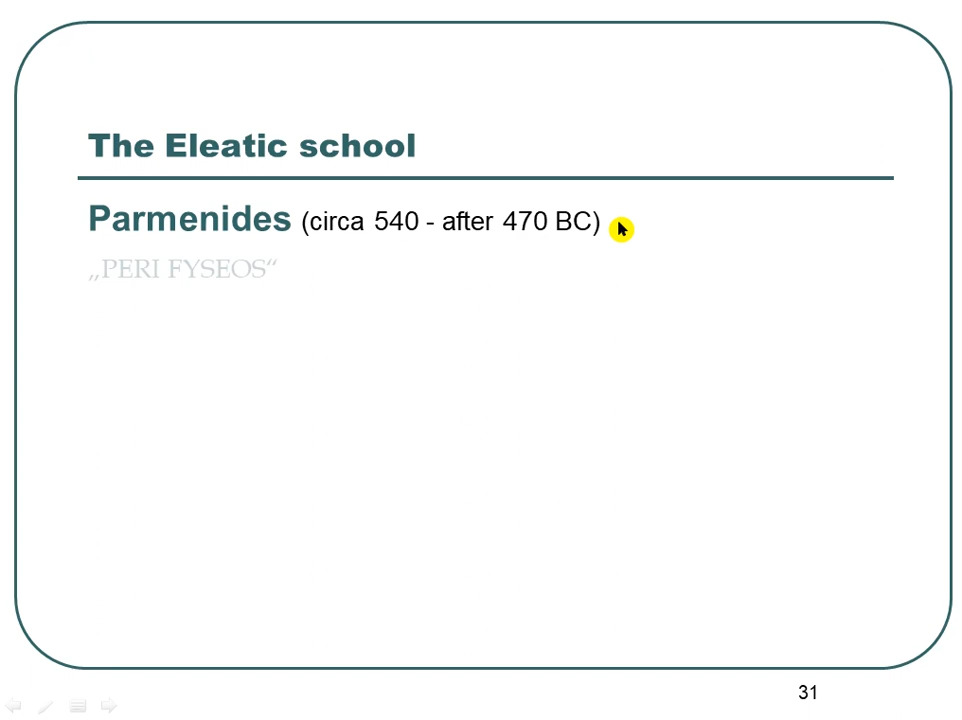 The Eleatic school
Parmenides (circa 540 - after 470 BC)
„PERI FYSEOS“
31